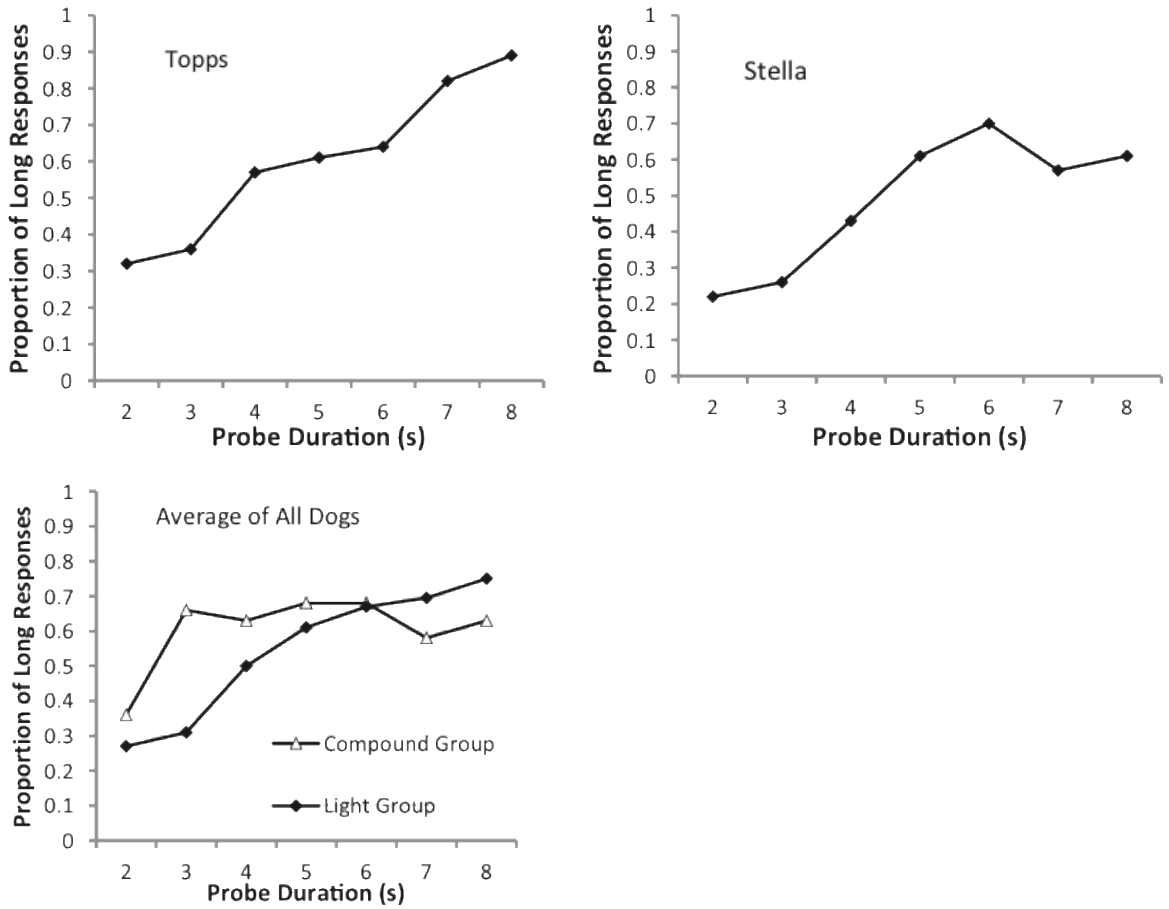 Topps
Proportion of Long Responses
1
0.9
0.8
0.7
0.6
0.5
0.4
0.3
0.2
0.1
0
2 3 4 5 6 7 8
Probe Duration (s)
Stella
Proportion of Long Responses
1
0.9
0.8
0.7
0.6
0.5
0.4
0.3
0.2
0.1
0
2 3 4 5 6 7 8
Probe Duration (s)
Average of All Dogs
Proportion of Long Responses
1
0.9
0.8
0.7
0.6
0.5
0.4
0.3
0.2
0.1
0
Compound Group
Light Group
2 3 4 5 6 7 8
Probe Duration (s)